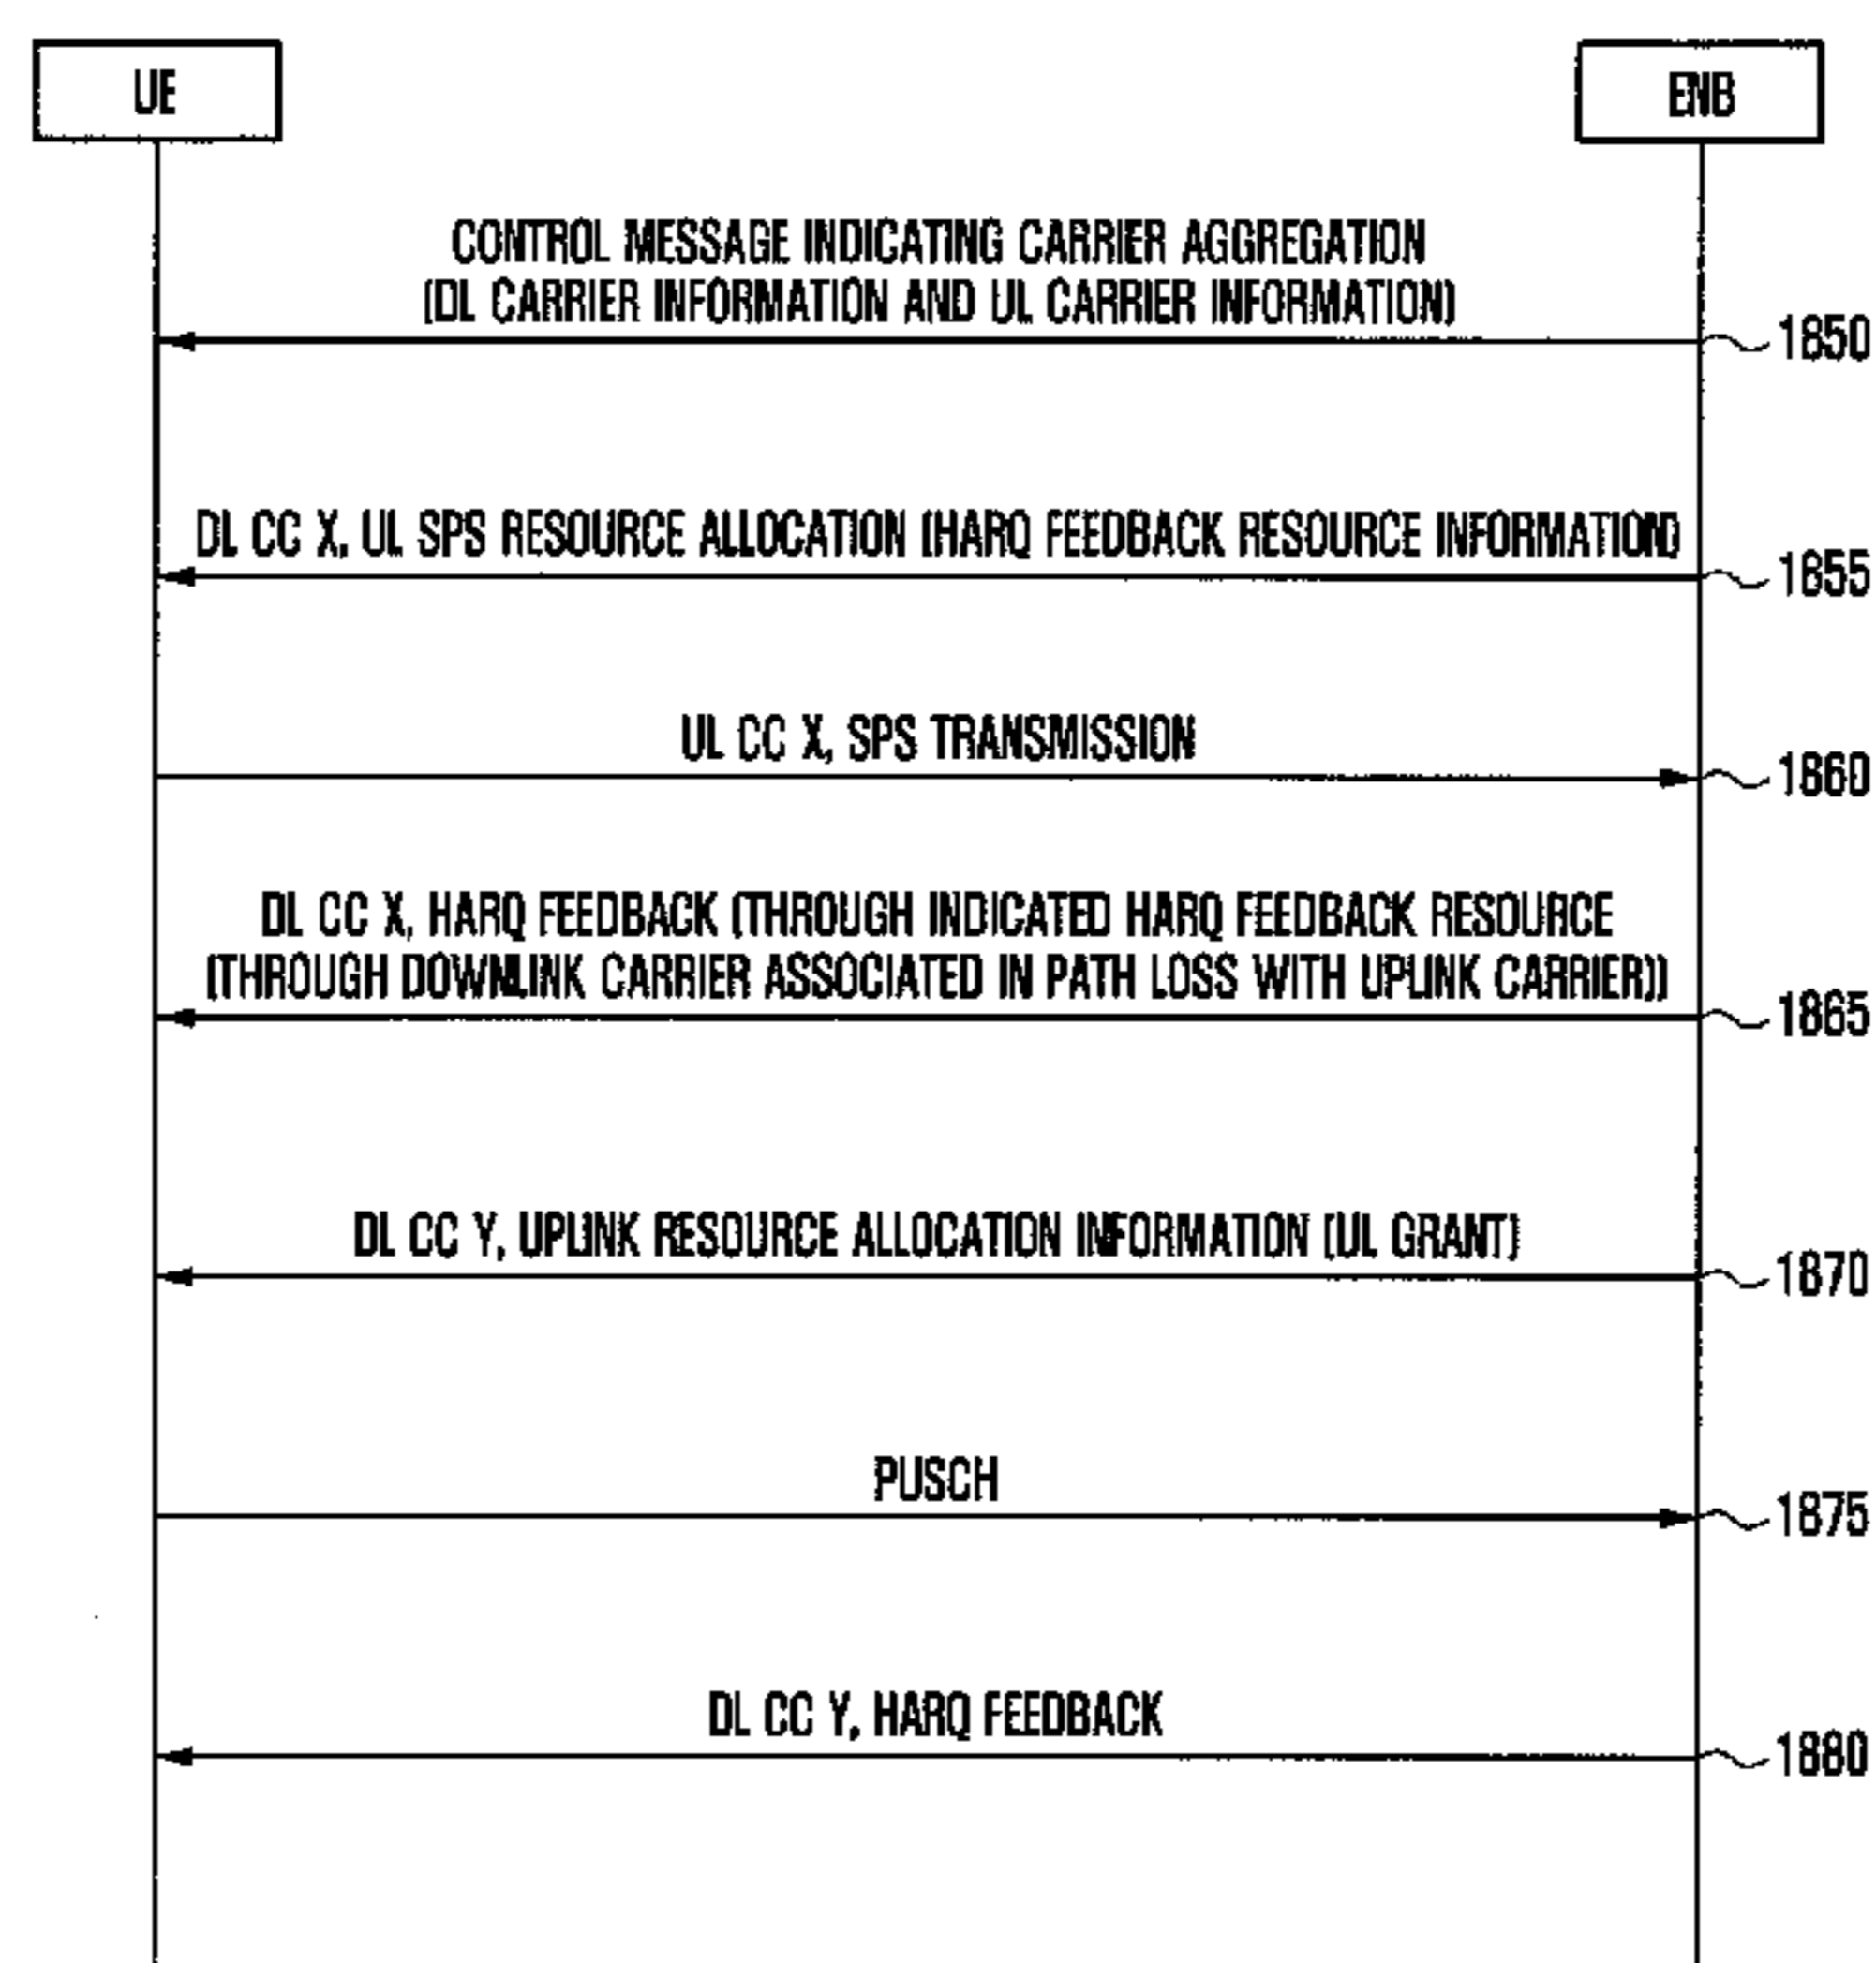 UE
ENB
CONTROL MESSAGE INDICATING CARRIER AGGREGATION
(DL CARRIER INFORMATION AND UL CARRIER INFORMATION)
1850
DL CC X, UL SPS RESOURCE ALLOCATION (HARQ FEEDBACK RESOURCE INFORMATION)
1855
UL CC X, SPS TRANSMISSION
1860
DL CC X, HARQ FEEDBACK (THROUGH INDICATED HARQ FEEDBACK RESOURCE
(THROUGH DOWNLINK CARRIER ASSOCIATED IN PATH LOSS WITH UPLINK CARRIER))
1865
DL CC Y, UPLINK RESOURCE ALLOCATION INFORMATION (UL GRANT)
1870
PUSCH
1875
DL CC Y, HARQ FEEDBACK
1880